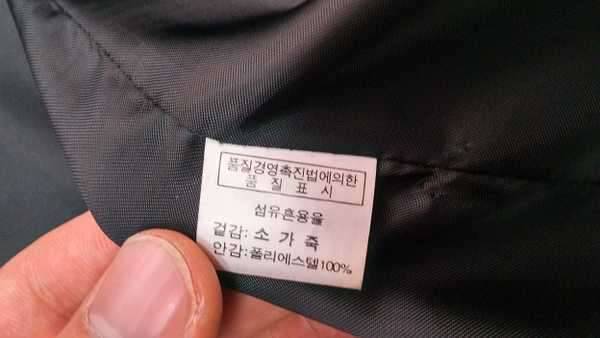 품질경영촉진법에의한
품 질 표 시
섬유혼용율
겉감: 소 가 죽
안감: 폴리에스텔100%